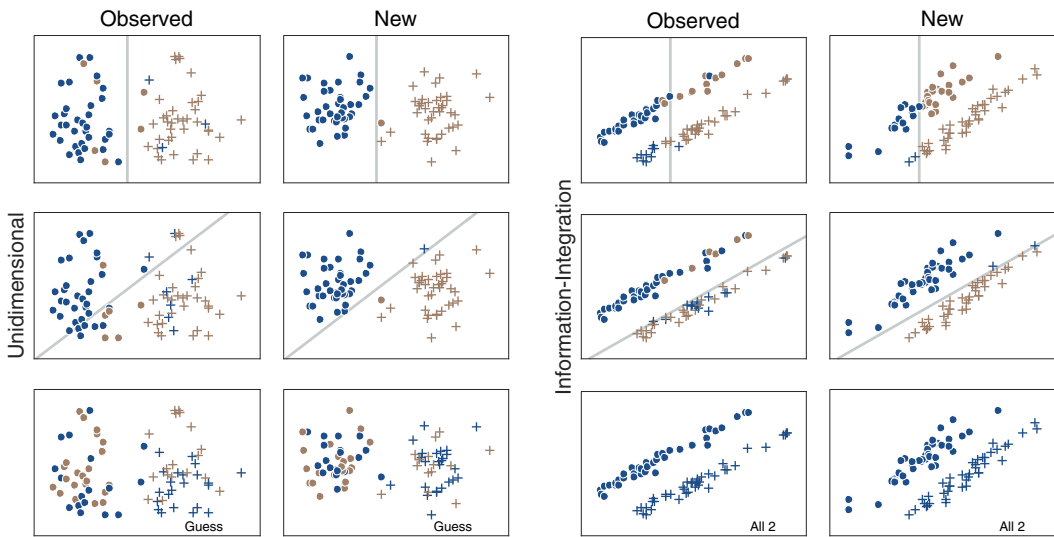 Observed
New
Observed
New
Unidimensional
Information-Integration
Guess
Guess
All 2
All 2